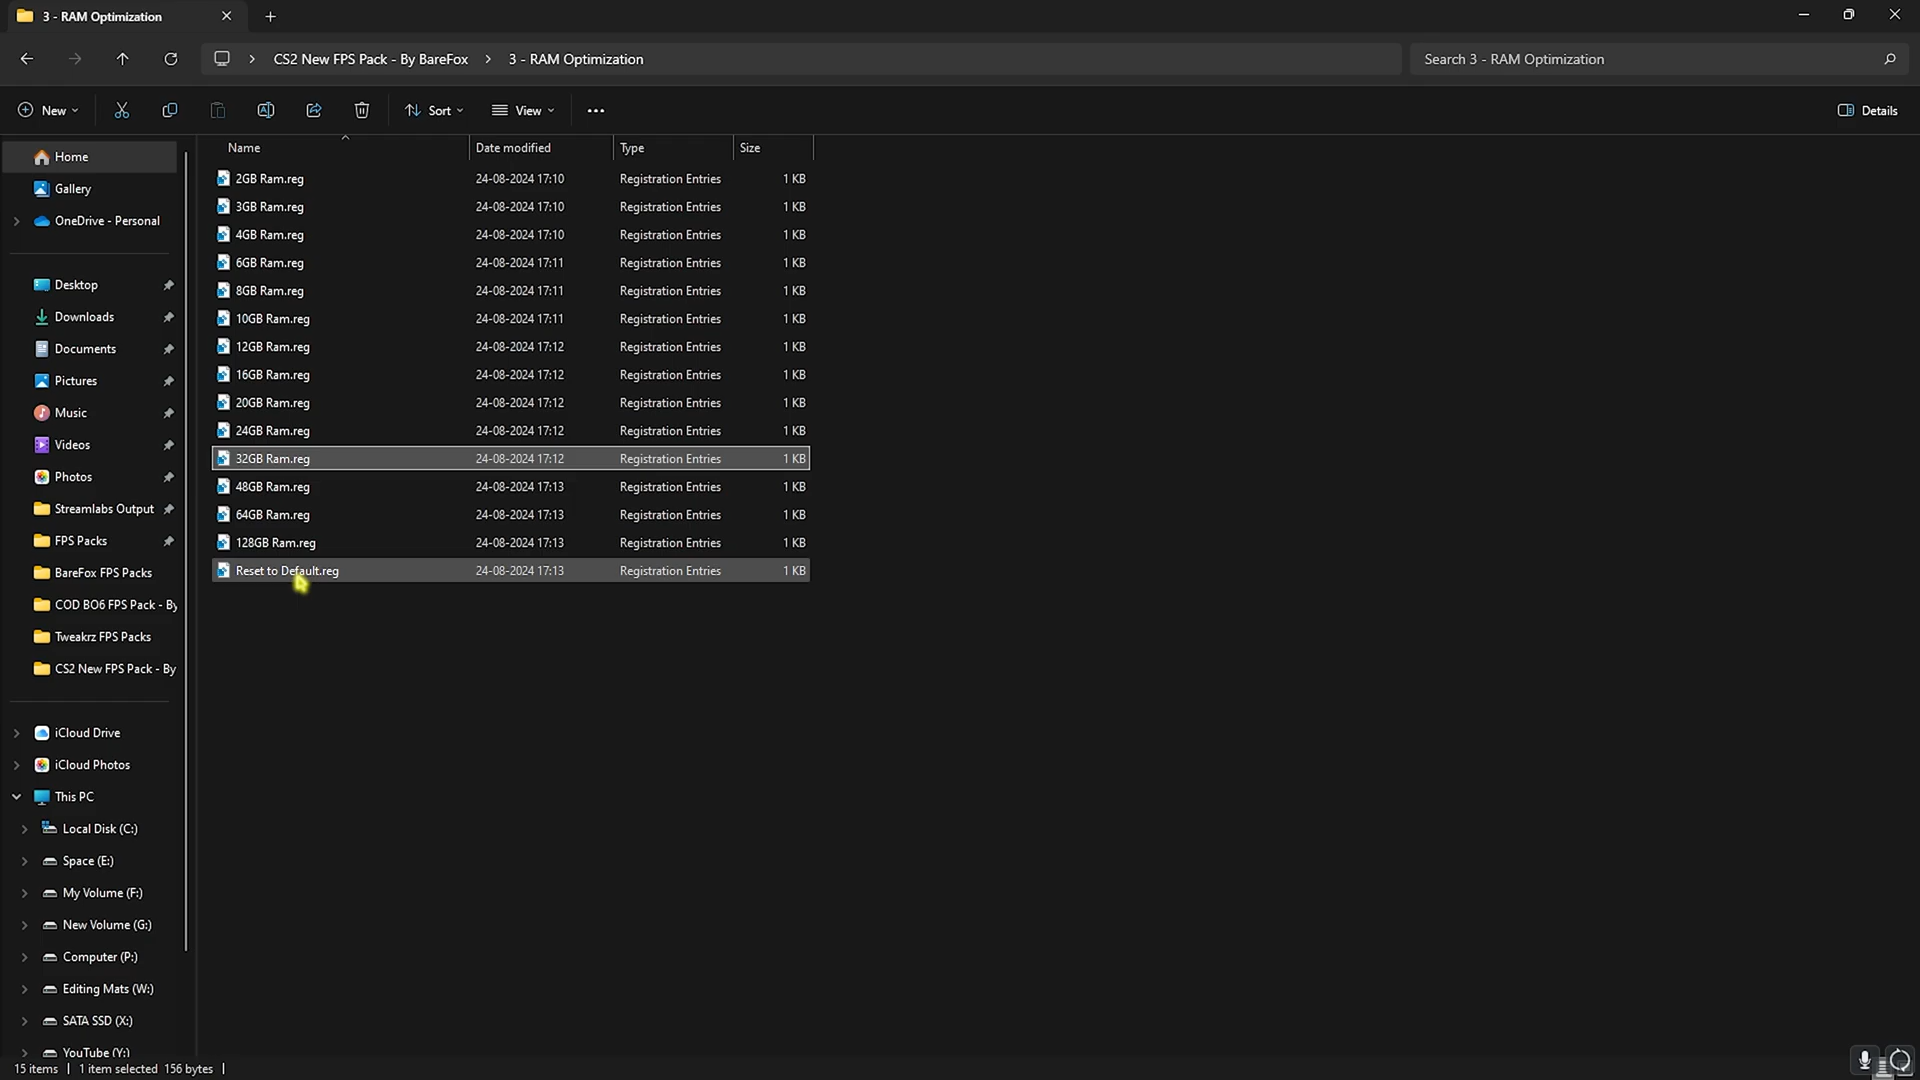 3 - RAM Optimization
CS2 New FPS Pack - By BareFox
3 - RAM Optimization
Search 3 - RAM Optimization
New
Sort
View
Details
Name
Date modified
Type
Size
Home
Gallery
OneDrive - Personal
Desktop
Downloads
Documents
Pictures
Music
Videos
Photos
Streamlabs Output
FPS Packs
BareFox FPS Packs
COD BO6 FPS Pack - By
Tweakrz FPS Packs
CS2 New FPS Pack - By
iCloud Drive
iCloud Photos
This PC
Local Disk (C:)
Space (E:)
My Volume (F:)
New Volume (G:)
Computer (P:)
Editing Mats (W:)
SATA SSD (X:)
YouTube (Y:)
2GB Ram.reg 24-08-2024 17:10 Registration Entries 1 KB
3GB Ram.reg 24-08-2024 17:10 Registration Entries 1 KB
4GB Ram.reg 24-08-2024 17:10 Registration Entries 1 KB
6GB Ram.reg 24-08-2024 17:11 Registration Entries 1 KB
8GB Ram.reg 24-08-2024 17:11 Registration Entries 1 KB
10GB Ram.reg 24-08-2024 17:11 Registration Entries 1 KB
12GB Ram.reg 24-08-2024 17:12 Registration Entries 1 KB
16GB Ram.reg 24-08-2024 17:12 Registration Entries 1 KB
20GB Ram.reg 24-08-2024 17:12 Registration Entries 1 KB
24GB Ram.reg 24-08-2024 17:12 Registration Entries 1 KB
32GB Ram.reg 24-08-2024 17:12 Registration Entries 1 KB
48GB Ram.reg 24-08-2024 17:13 Registration Entries 1 KB
64GB Ram.reg 24-08-2024 17:13 Registration Entries 1 KB
128GB Ram.reg 24-08-2024 17:13 Registration Entries 1 KB
Reset to Default.reg 24-08-2024 17:13 Registration Entries 1 KB
15 items | 1 item selected 156 bytes |